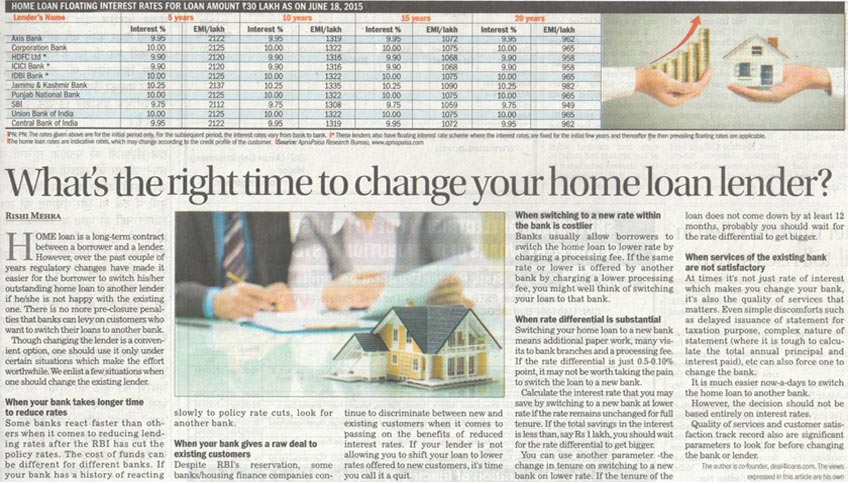 HOME LOAN FLOATING INTEREST RATES FOR LOAN AMOUNT ₹30 LAKH AS ON JUNE 18, 2015
Lender's Name 5 years 10 years 15 years 20 years
Interest % EMI/lakh Interest % EMI/lakh Interest % EMI/lakh Interest % EMI/lakh
Axis Bank 9.95 2122 9.95 1319 9.95 1072 9.95 962
Corporation Bank 10.00 2125 10.00 1322 10.00 1075 10.00 965
HDFC Ltd * 9.90 2120 9.90 1316 9.90 1068 9.90 958
ICICI Bank * 9.90 2120 9.90 1316 9.90 1068 9.90 958
IDBI Bank * 10.00 2125 10.00 1322 10.00 1075 10.00 965
Jammu & Kashmir Bank 10.25 2137 10.25 1335 10.25 1090 10.25 982
Punjab National Bank 10.00 2125 10.00 1322 10.00 1075 10.00 965
SBI 9.75 2112 9.75 1308 9.75 1059 9.75 949
Union Bank of India 10.00 2125 10.00 1322 10.00 1075 10.00 965
Central Bank of India 9.95 2122 9.95 1319 9.95 1072 9.95 962
PN: The rates given above are for the initial period only. For the subsequent period, the interest rates vary from bank to bank. * These lenders also have floating interest rate scheme where the interest rates are fixed for the initial few years and thereafter the then prevailing floating rates are applicable.
The home loan rates are indicative rates, which may change according to the credit profile of the customer. Source: ApnaPaisa Research Bureau, www.apnapaisa.com
What's the right time to change your home loan lender?
RISHI MEHRA
HOME loan is a long-term contract
between a borrower and a lender.
However, over the past couple of
years regulatory changes have made it
easier for the borrower to switch his/her
outstanding home loan to another lender
if he/she is not happy with the existing
one. There is no more pre-closure penal-
ties that banks can levy on customers who
want to switch their loans to another bank.
Though changing the lender is a conven-
ient option, one should use it only under
certain situations which make the effort
worthwhile. We enlist a few situations when
one should change the existing lender.
When your bank takes longer time
to reduce rates
Some banks react faster than oth-
ers when it comes to reducing lend-
ing rates after the RBI has cut the
policy rates. The cost of funds can
be different for different banks. If
your bank has a history of reacting
slowly to policy rate cuts, look for
another bank.
When your bank gives a raw deal to
existing customers
Despite RBI's reservation, some
banks/housing finance companies con-
tinue to discriminate between new and
existing customers when it comes to
passing on the benefits of reduced
interest rates. If your lender is not
allowing you to shift your loan to lower
rates offered to new customers, it's time
you call it a quit.
When switching to a new rate within
the bank is costlier
Banks usually allow borrowers to
switch the home loan to lower rate by
charging a processing fee. If the same
rate or lower is offered by another
bank by charging a lower processing
fee, you might well think of switching
your loan to that bank.
When rate differential is substantial
Switching your home loan to a new bank
means additional paper work, many vis-
its to bank branches and a processing fee.
If the rate differential is just 0.5-0.10%
point, it may not be worth taking the pain
to switch the loan to a new bank.
Calculate the interest rate that you may
save by switching to a new bank at lower
rate if the rate remains unchanged for full
tenure. If the total savings in the interest
is less than, say Rs 1 lakh, you should wait
for the rate differential to get bigger.
You can use another parameter -the
change in tenure on switching to a new
bank on lower rate. If the tenure of the
loan does not come down by at least 12
months, probably you should wait for
the rate differential to get bigger.
When services of the existing bank
are not satisfactory
At times it's not just rate of interest
which makes you change your bank,
it's also the quality of services that
matters. Even simple discomforts such
as delayed issuance of statement for
taxation purpose, complex nature of
statement (where it is tough to calcu-
late the total annual principal and
interest paid), etc can also force one to
change the bank.
It is much easier now-a-days to switch
the home loan to another bank.
However, the decision should not be
based entirely on interest rates.
Quality of services and customer satis-
faction track record also are significant
parameters to look for before changing
the bank or lender.
The author is co-founder, deal4loans.com. The views
expressed in this article are his own